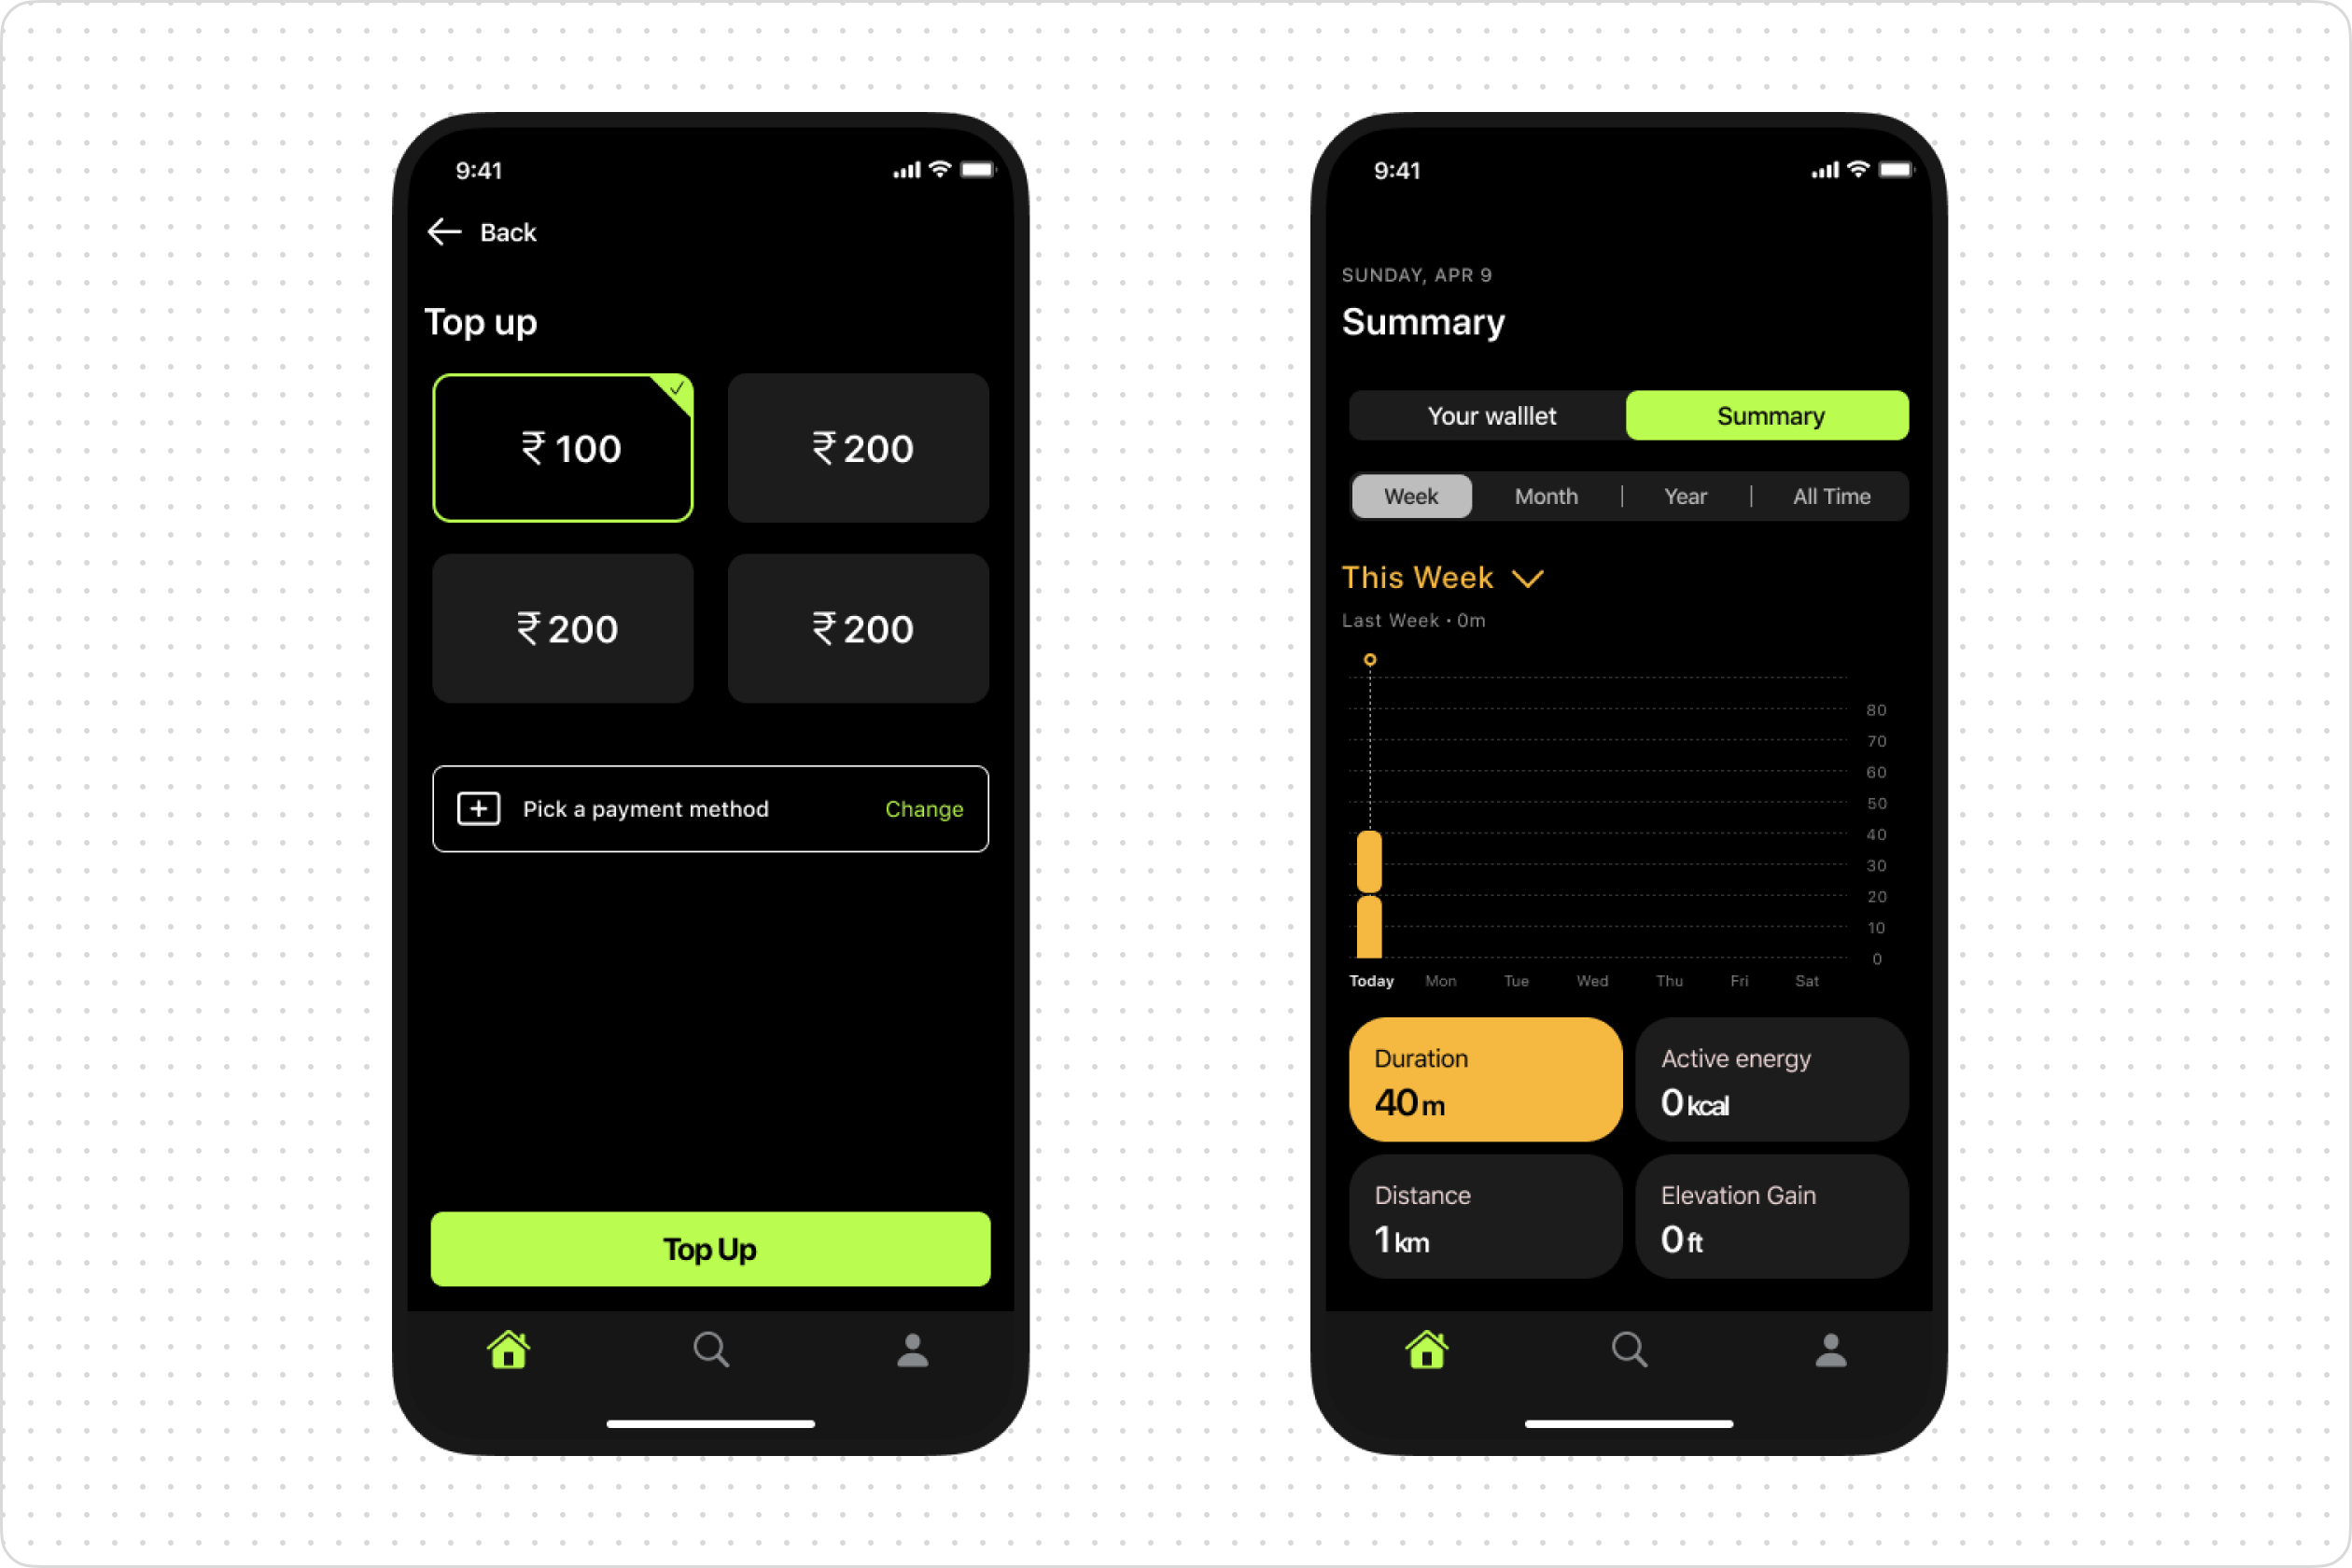 9:41
Back
Top up
₹ 100
₹ 200
₹ 200
₹ 200
Pick a payment method Change
Top Up
9:41
SUNDAY, APR 9
Summary
Your walllet Summary
Week Month | Year | All Time
This Week
Last Week • 0m
80
70
60
50
40
30
20
10
0
Today Mon Tue Wed Thu Fri Sat
Duration
40 m
Active energy
0 kcal
Distance
1 km
Elevation Gain
0 ft